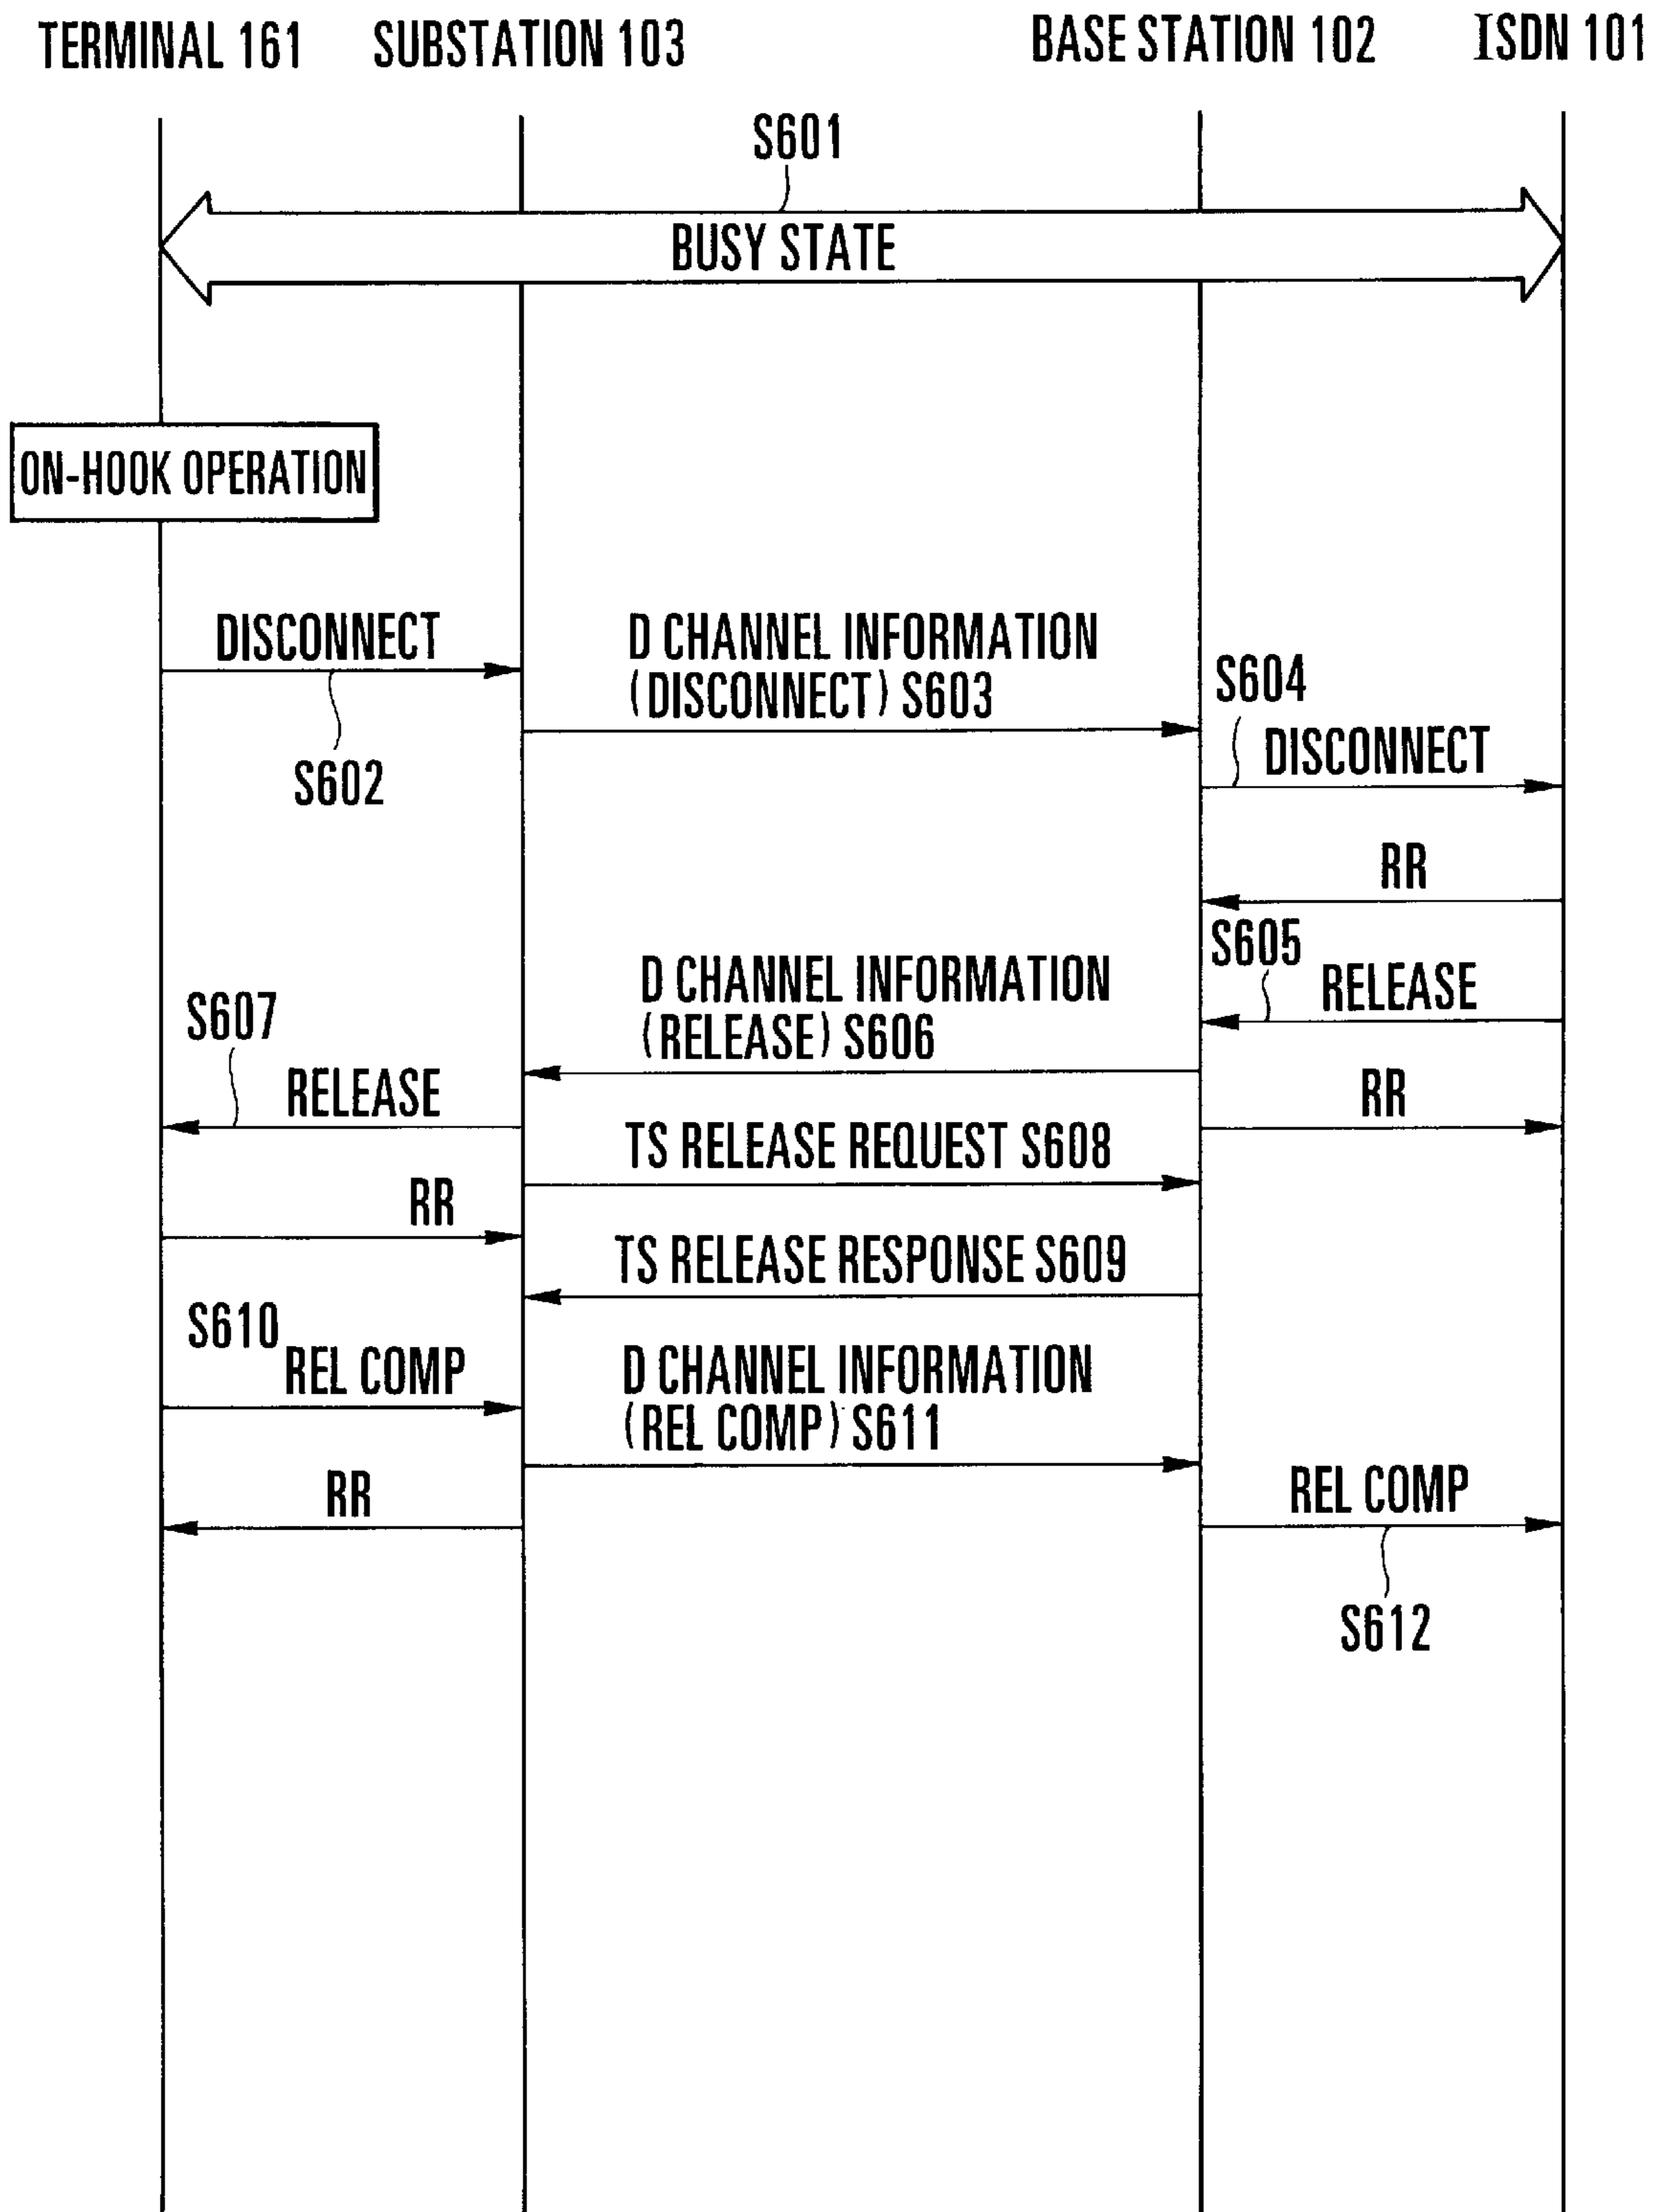 TERMINAL 161
SUBSTATION 103
BASE STATION 102
ISDN 101
S601
BUSY STATE
ON-HOOK OPERATION
DISCONNECT
S602
D CHANNEL INFORMATION
(DISCONNECT) S603
S604
DISCONNECT
RR
S605
RELEASE
D CHANNEL INFORMATION
(RELEASE) S606
S607
RELEASE
RR
TS RELEASE REQUEST S608
RR
TS RELEASE RESPONSE S609
S610
REL COMP
D CHANNEL INFORMATION
(REL COMP) S611
RR
REL COMP
S612